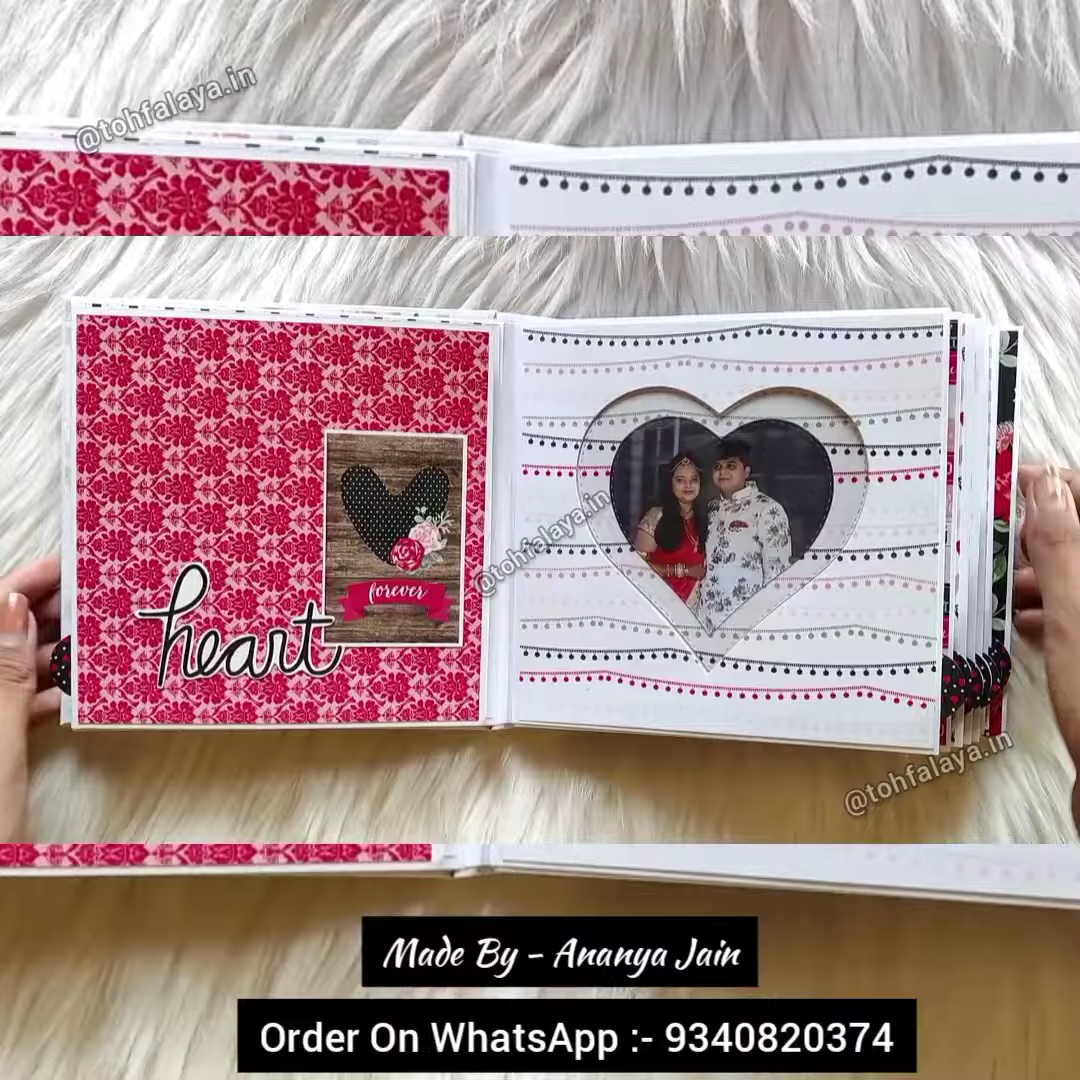 @tohfalaya.in
forever
heart
@tohfalaya.in
@tohfalaya.in
Made By - Ananya Jain
Order On WhatsApp :- 9340820374